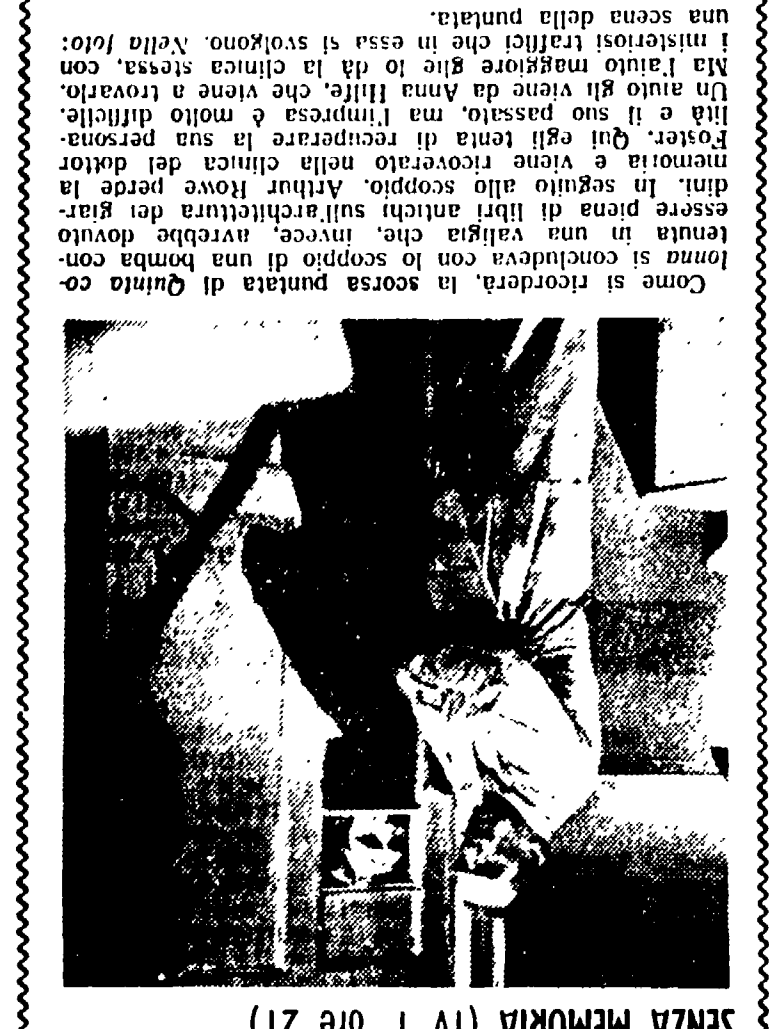 SENZA MEMORIA (TV 1° ore 21)
Come si ricorderà, la scorsa puntata di Quinta co-
lonna si concludeva con lo scoppio di una bomba con-
tenuta in una valigia che, invece, avrebbe dovuto
essere piena di libri antichi sull'architettura dei giar-
dini. In seguito allo scoppio. Arthur Rowe perde la
memoria e viene ricoverato nella clinica del dottor
Foster. Qui egli tenta di recuperare la sua persona-
lità e il suo passato, ma l'impresa è molto difficile.
Un aiuto gli viene da Anna Hilfe, che viene a trovarlo.
Ma l'aiuto maggiore glie lo dà la clinica stessa, con
i misteriosi traffici che in essa si svolgono. Nella foto:
una scena della puntata.